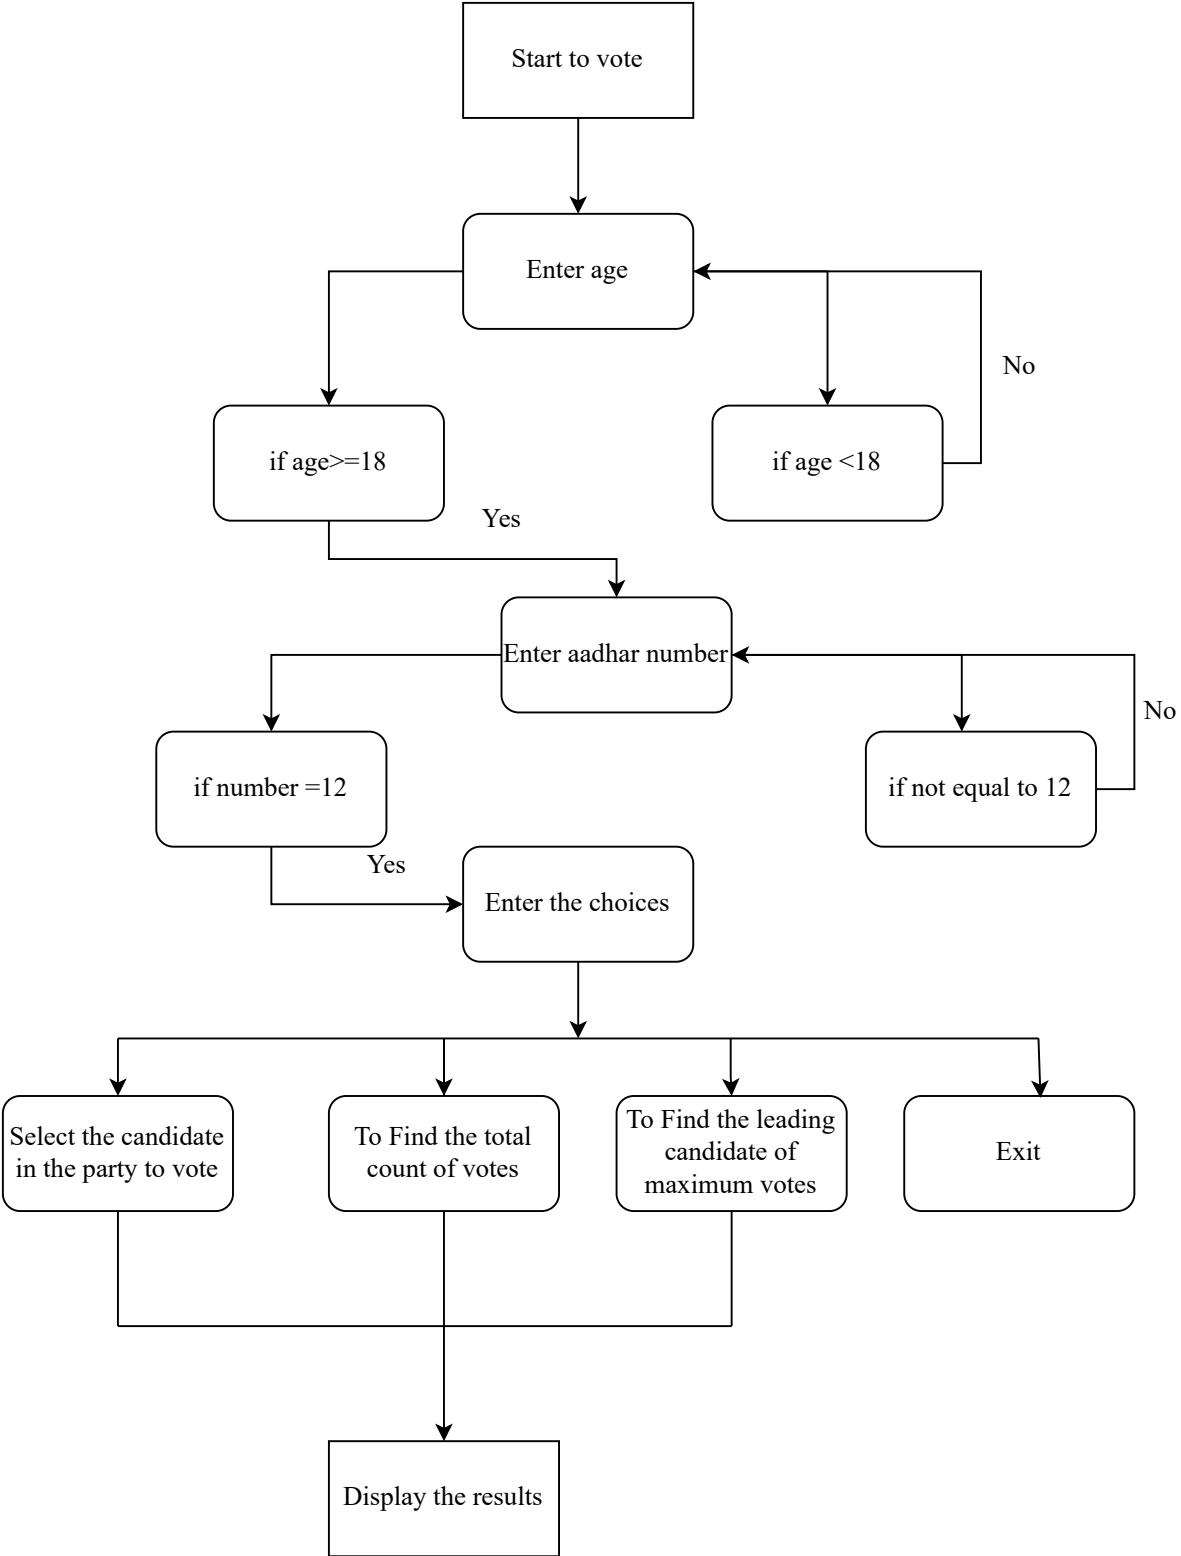 Start to vote
Enter age
No
if age>=18
if age <18
Yes
Enter aadhar number
No
if number =12
if not equal to 12
Yes
Enter the choices
Select the candidate
in the party to vote
To Find the total
count of votes
To Find the leading
candidate of
maximum votes
Exit
Display the results